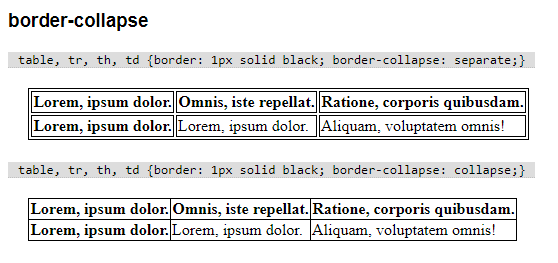 border-collapse
table, tr, th, td {border: 1px solid black; border-collapse: separate;}
Lorem, ipsum dolor. Omnis, iste repellat. Ratione, corporis quibusdam.
Lorem, ipsum dolor. Lorem, ipsum dolor. Aliquam, voluptatem omnis!
table, tr, th, td {border: 1px solid black; border-collapse: collapse;}
Lorem, ipsum dolor. Omnis, iste repellat. Ratione, corporis quibusdam.
Lorem, ipsum dolor. Lorem, ipsum dolor. Aliquam, voluptatem omnis!